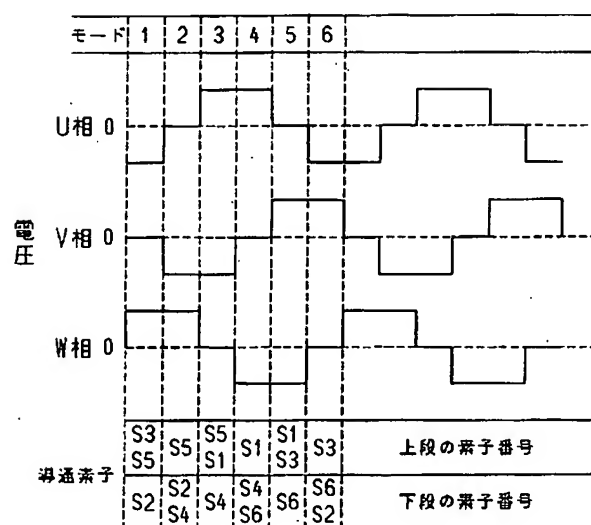 モード 1 2 3 4 5 6
U相 0
V相 0
電圧
W相 0
S3 S5 S5 S1 S1 S3 上段の素子番号
S5 S1 S3
導通素子
S2 S2 S4 S4 S6 S6 下段の素子番号
S4 S6 S2